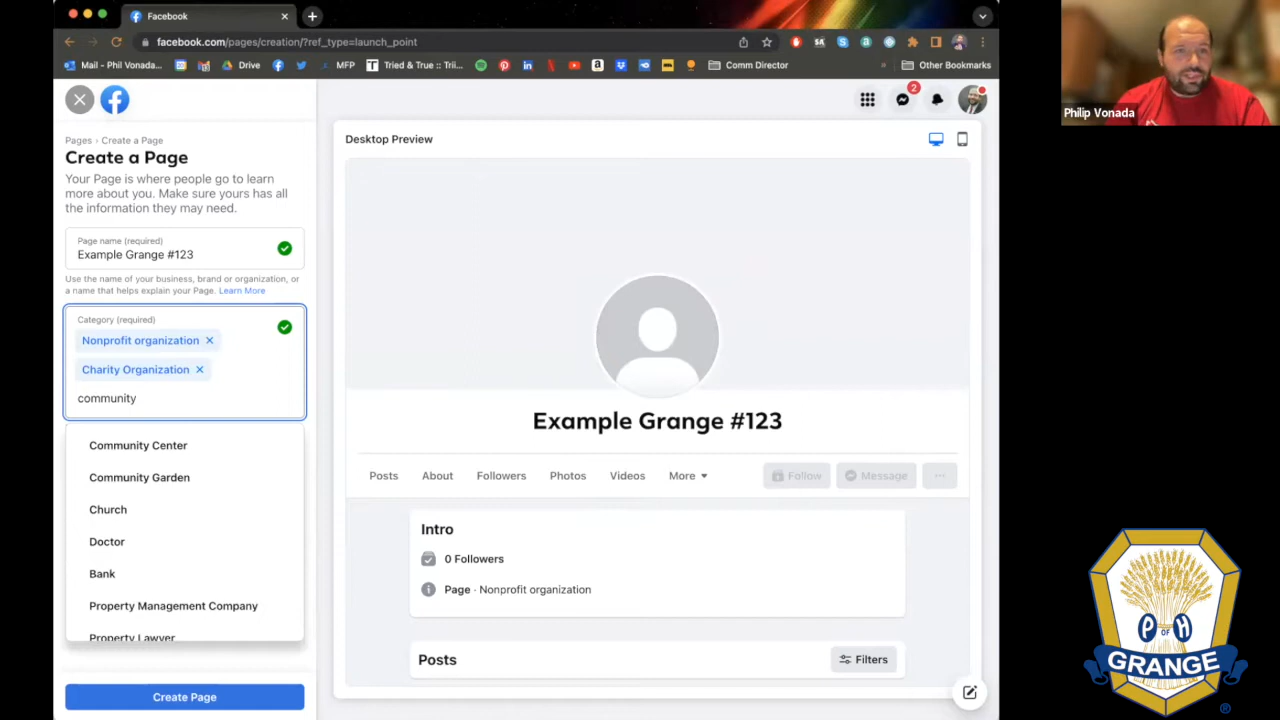 Facebook
facebook.com/pages/creation/?ref_type=launch_point
Mail - Phil Vonada...
Drive
MFP
Tried & True :: Trii...
Comm Director
»
Other Bookmarks
2
Pages › Create a Page
Create a Page
Your Page is where people go to learn
more about you. Make sure yours has all
the information they may need.
Page name (required)
Example Grange #123
Use the name of your business, brand or organization, or
a name that helps explain your Page. Learn More
Category (required)
Nonprofit organization ×
Charity Organization ×
community
Community Center
Community Garden
Church
Doctor
Bank
Property Management Company
Property Lawyer
Create Page
Desktop Preview
Example Grange #123
Posts
About
Followers
Photos
Videos
More
Follow
Message
...
Intro
0 Followers
Page · Nonprofit organization
Posts
Filters
Philip Vonada
P OF H
GRANGE
®